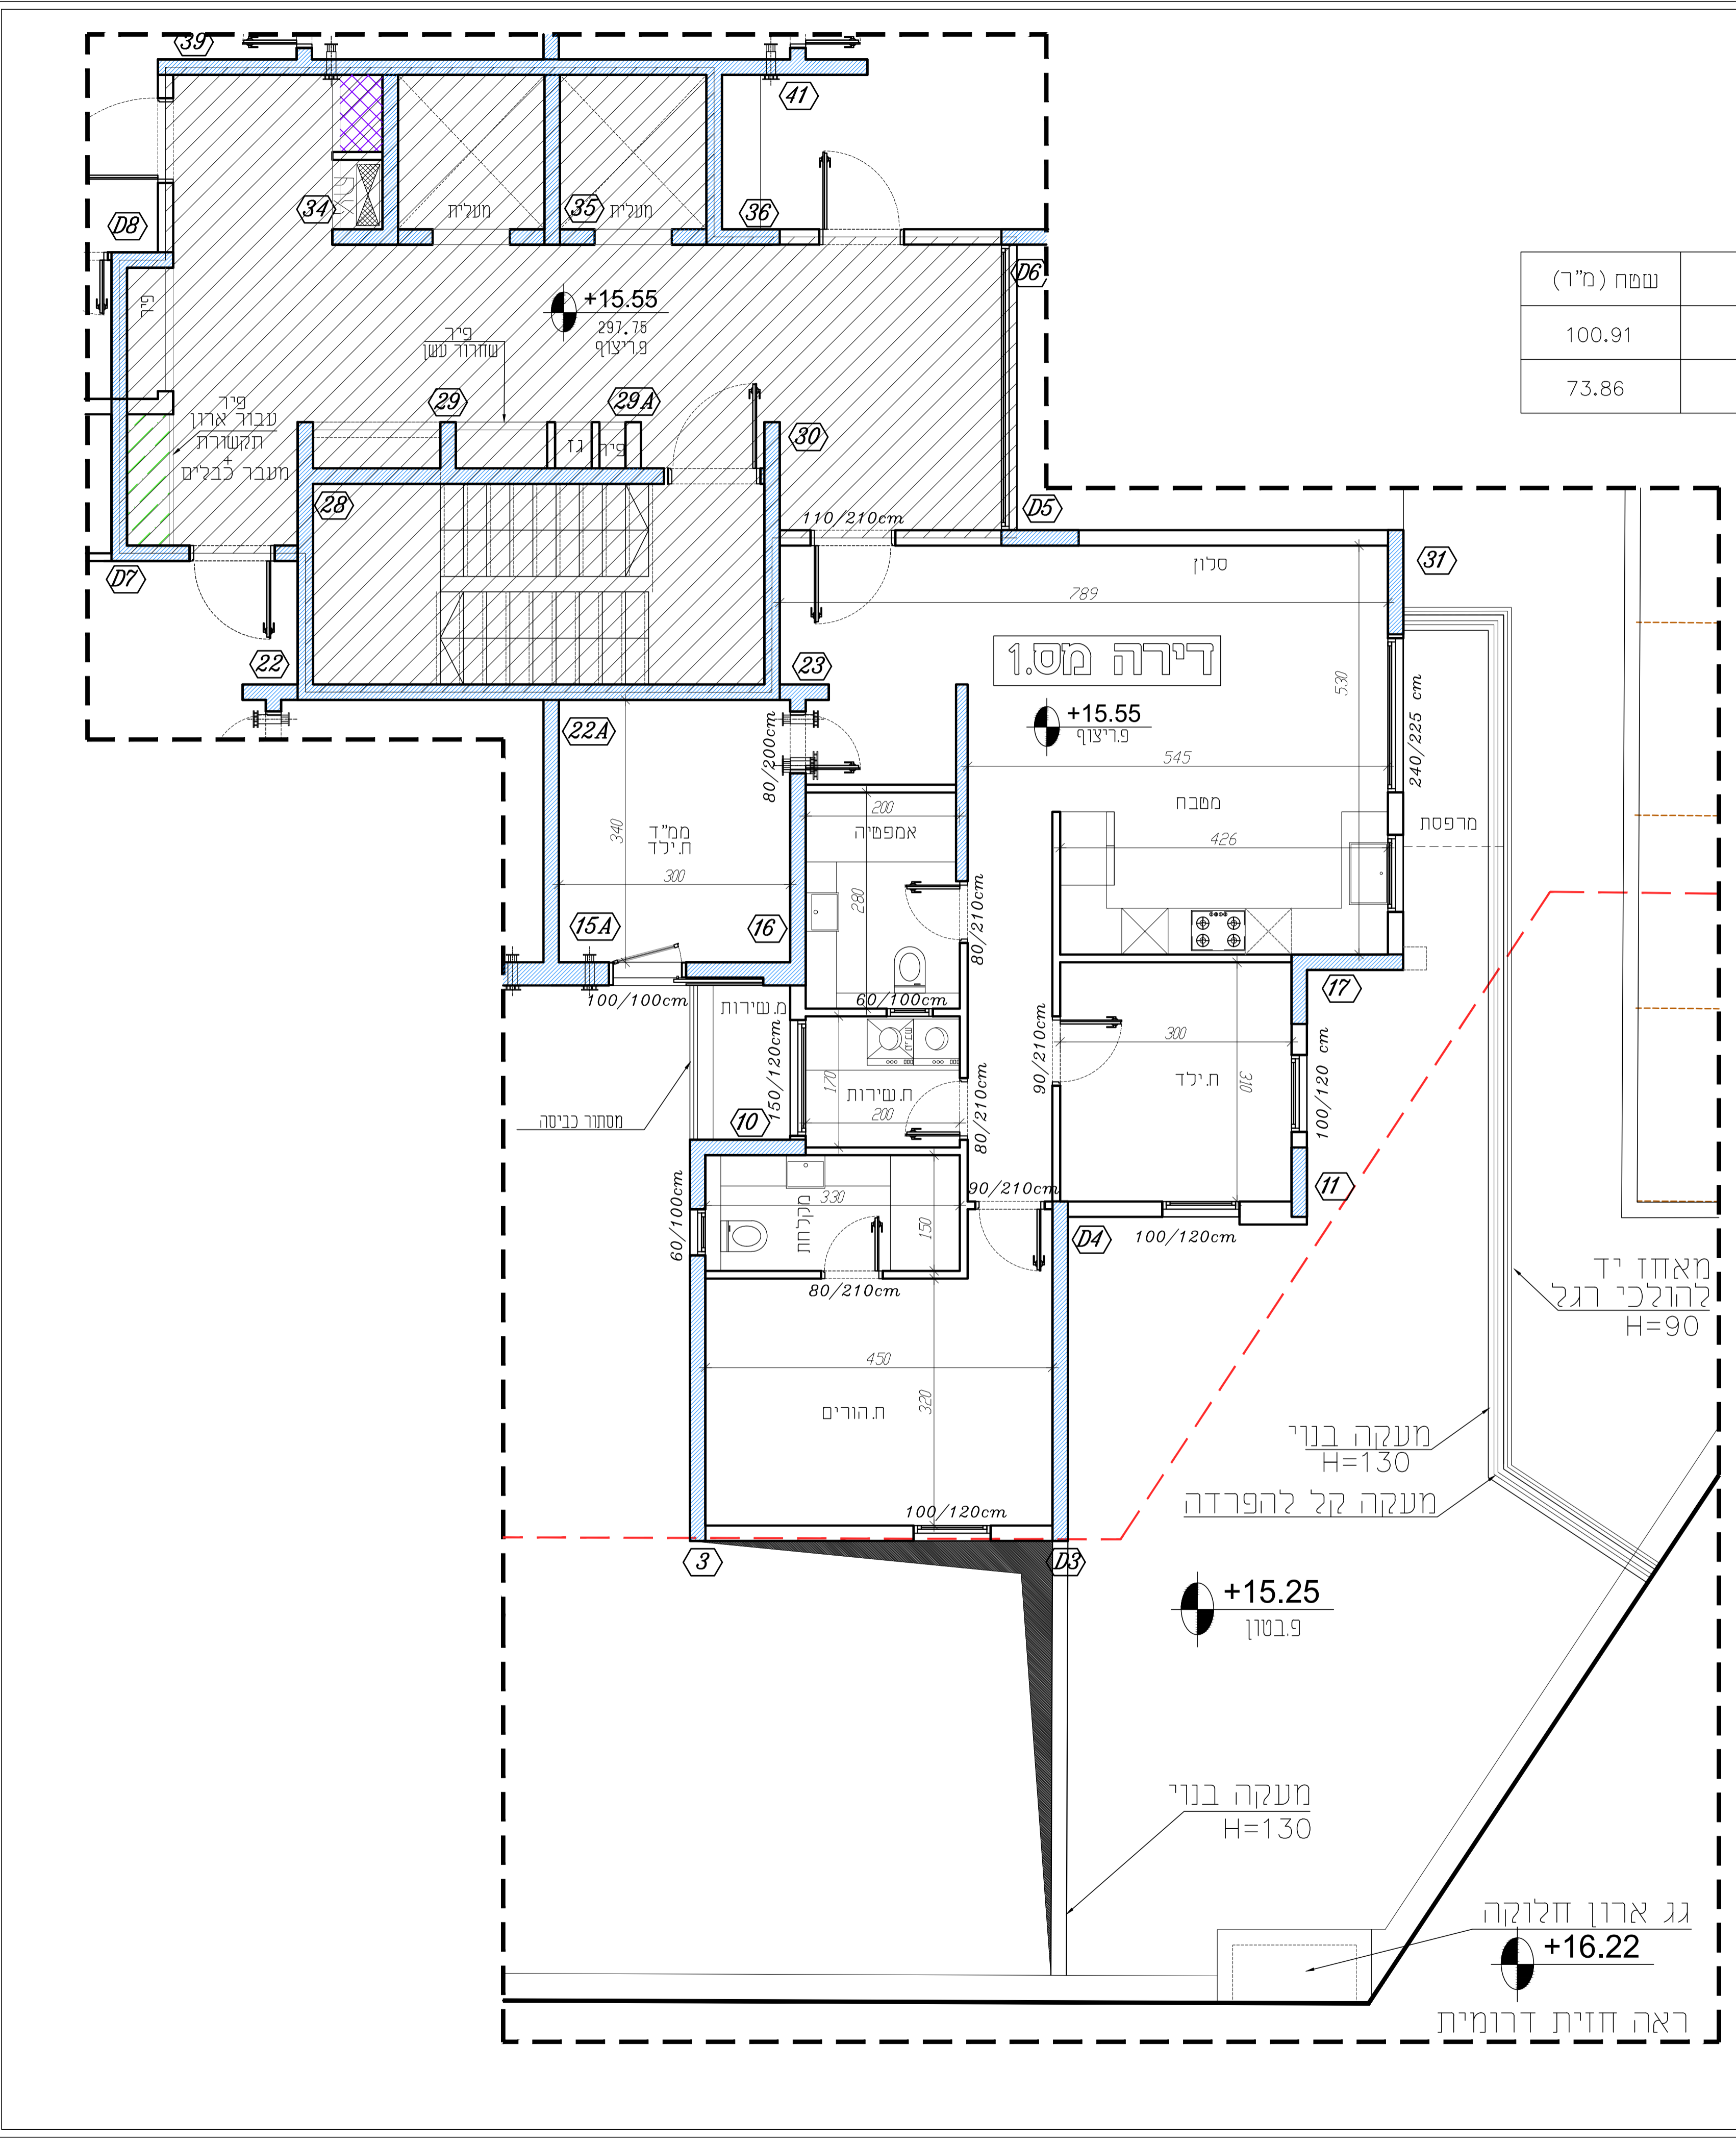 39
41
D8
34
מעלית
35
מעלית
36
D6
שטח (מ"ר)
100.91
73.86
פיר
+15.55
297.75
פ.ריצוף
פיר
שחרור עשן
פיר
עבור ארון
תקשורת
+
מעבר כבלים
29
29A
גז
פיר
30
28
110/210cm
D5
סלון
31
D7
789
דירה מס.1
22
23
530
+15.55
פ.ריצוף
240/225 cm
22A
80/200cm
545
מטבח
מרפסת
200
אמפטיה
426
340
ממ"ד
ח.ילד
300
280
80/210cm
15A
16
100/100cm
60/100cm
17
מ.שירות
150/120cm
90/210cm
300
100/120 cm
170
ח.שירות
200
80/210cm
ח.ילד
310
מסתור כביסה
10
60/100cm
330
מקלחת
150
90/210cm
11
D4
100/120cm
80/210cm
מאחז יד
להולכי רגל
H=90
450
320
ח.הורים
מעקה בנוי
H=130
מעקה קל להפרדה
100/120cm
3
D3
+15.25
פ.בטון
מעקה בנוי
H=130
גג ארון חלוקה
+16.22
ראה חזית דרומית